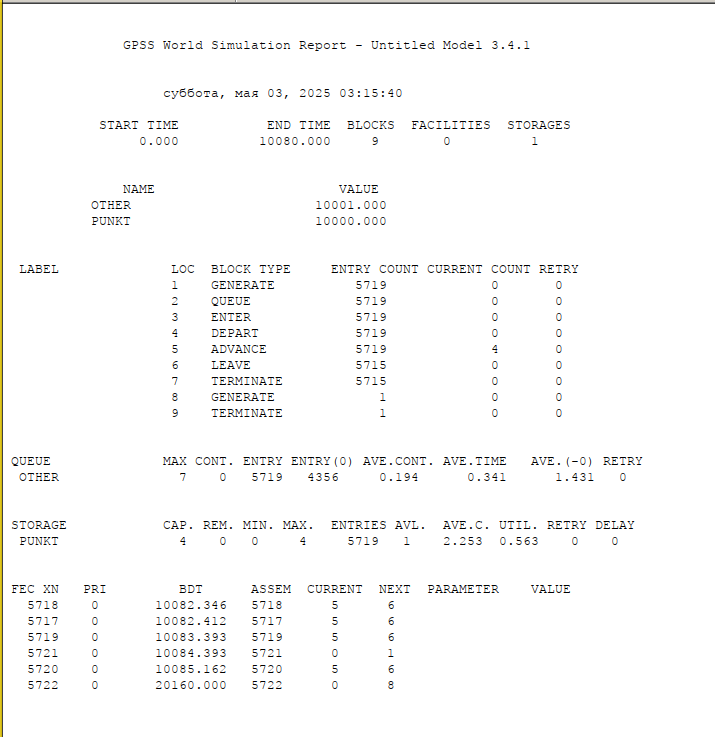 GPSS World Simulation Report - Untitled Model 3.4.1
суббота, мая 03, 2025 03:15:40
START TIME END TIME BLOCKS FACILITIES STORAGES
0.000 10080.000 9 0 1
NAME VALUE
OTHER 10001.000
PUNKT 10000.000
LABEL LOC BLOCK TYPE ENTRY COUNT CURRENT COUNT RETRY
1 GENERATE 5719 0 0
2 QUEUE 5719 0 0
3 ENTER 5719 0 0
4 DEPART 5719 0 0
5 ADVANCE 5719 4 0
6 LEAVE 5715 0 0
7 TERMINATE 5715 0 0
8 GENERATE 1 0 0
9 TERMINATE 1 0 0
QUEUE MAX CONT. ENTRY ENTRY(0) AVE.CONT. AVE.TIME AVE.(-0) RETRY
OTHER 7 0 5719 4356 0.194 0.341 1.431 0
STORAGE CAP. REM. MIN. MAX. ENTRIES AVL. AVE.C. UTIL. RETRY DELAY
PUNKT 4 0 0 4 5719 1 2.253 0.563 0 0
FEC XN PRI BDT ASSEM CURRENT NEXT PARAMETER VALUE
5718 0 10082.346 5718 5 6
5717 0 10082.412 5717 5 6
5719 0 10083.393 5719 5 6
5721 0 10084.393 5721 0 1
5720 0 10085.162 5720 5 6
5722 0 20160.000 5722 0 8